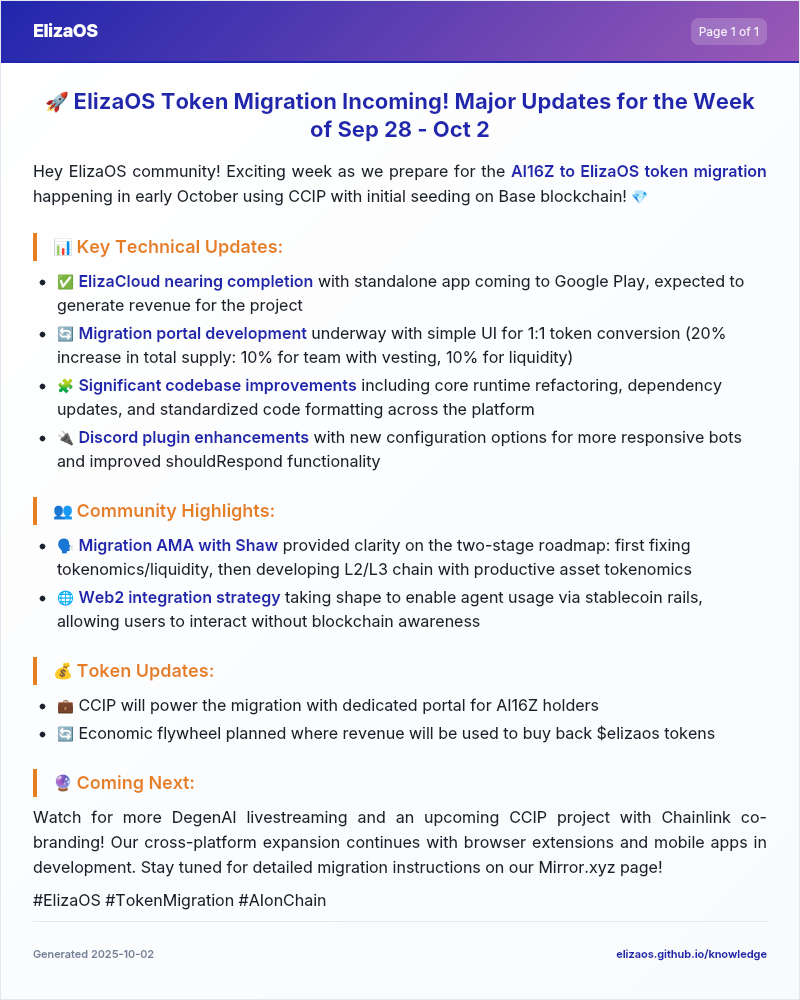 ElizaOS
Page 1 of 1
🚀 ElizaOS Token Migration Incoming! Major Updates for the Week
of Sep 28 - Oct 2
Hey ElizaOS community! Exciting week as we prepare for the AI16Z to ElizaOS token migration
happening in early October using CCIP with initial seeding on Base blockchain! 💎
📊 Key Technical Updates:
• ✅ ElizaCloud nearing completion with standalone app coming to Google Play, expected to
generate revenue for the project
• 🔄 Migration portal development underway with simple UI for 1:1 token conversion (20%
increase in total supply: 10% for team with vesting, 10% for liquidity)
• 🧩 Significant codebase improvements including core runtime refactoring, dependency
updates, and standardized code formatting across the platform
• 🔌 Discord plugin enhancements with new configuration options for more responsive bots
and improved shouldRespond functionality
👥 Community Highlights:
• 🗣️ Migration AMA with Shaw provided clarity on the two-stage roadmap: first fixing
tokenomics/liquidity, then developing L2/L3 chain with productive asset tokenomics
• 🌐 Web2 integration strategy taking shape to enable agent usage via stablecoin rails,
allowing users to interact without blockchain awareness
💰 Token Updates:
• 💼 CCIP will power the migration with dedicated portal for AI16Z holders
• 🔄 Economic flywheel planned where revenue will be used to buy back $elizaos tokens
🔮 Coming Next:
Watch for more DegenAI livestreaming and an upcoming CCIP project with Chainlink co-
branding! Our cross-platform expansion continues with browser extensions and mobile apps in
development. Stay tuned for detailed migration instructions on our Mirror.xyz page!
#ElizaOS #TokenMigration #AIonChain
Generated 2025-10-02
elizaos.github.io/knowledge